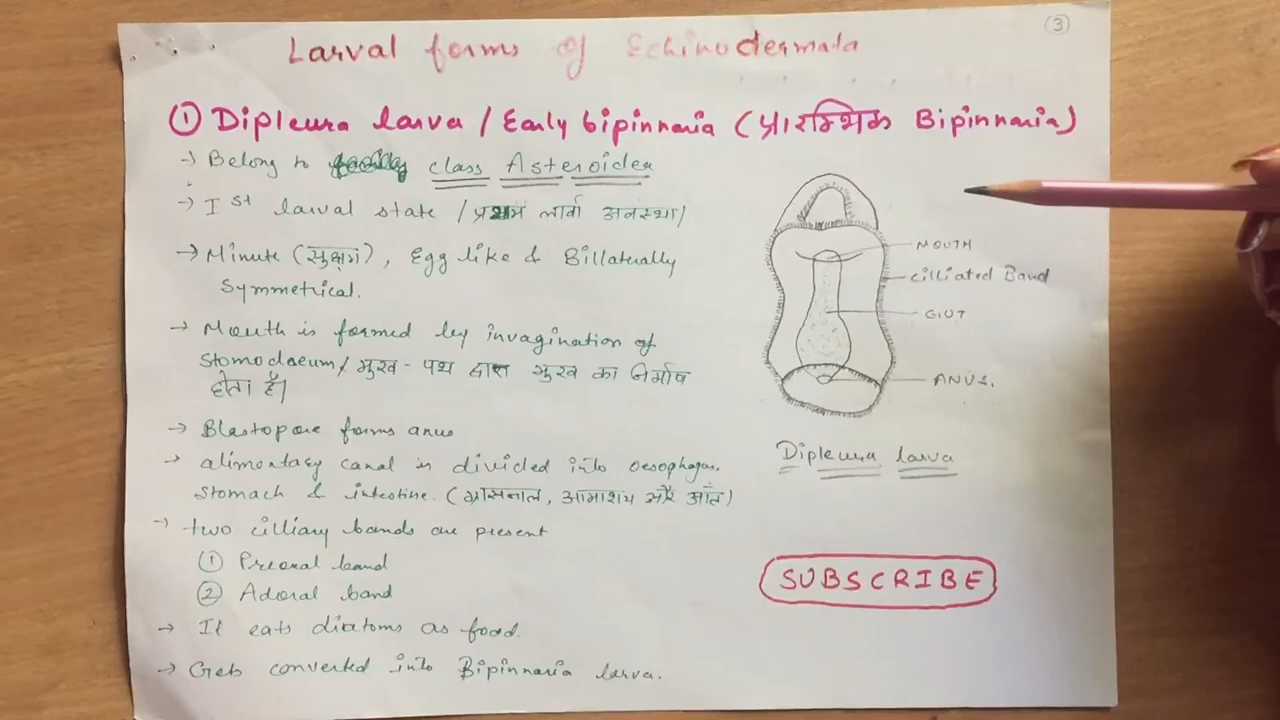 3
Larval forms of Echinodermata
① Dipleura larva / Early bipinnaria (प्रारम्भिक Bipinnaria)
→ Belong to class Asteroidea
→ Ist larval state / प्रथम लार्वा अवस्था/
→ Minute (सुक्ष्म), Egg like & Billaterally
Symmetrical.
→ Mouth is formed by invagination of
Stomodaeum / मुख-पथ द्वारा मुख का निर्माण
होता है।
→ Blastopore forms anus
→ alimentary canal is divided into oesophagus,
stomach & intestine. (ग्रासनाल, आमाशय और आँत)
→ two cilliary bands are present
① Preoral band
② Adoral band
→ It eats diatoms as food.
→ Gets converted into Bipinnaria larva.
MOUTH
cilliated Band
GIUT
ANUS.
Dipleura larva
SUBSCRIBE